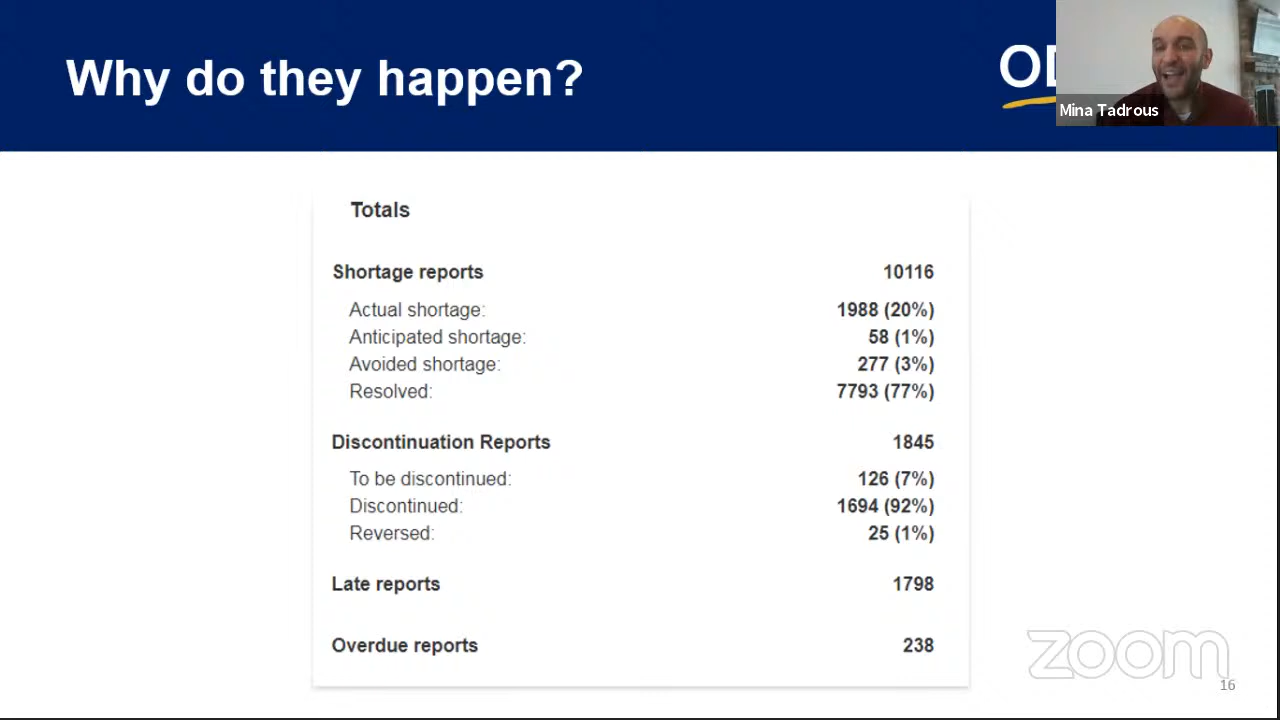 Why do they happen?
Mina Tadrous
Totals
Shortage reports 10116
Actual shortage: 1988 (20%)
Anticipated shortage: 58 (1%)
Avoided shortage: 277 (3%)
Resolved: 7793 (77%)
Discontinuation Reports 1845
To be discontinued: 126 (7%)
Discontinued: 1694 (92%)
Reversed: 25 (1%)
Late reports 1798
Overdue reports 238
zoom
16